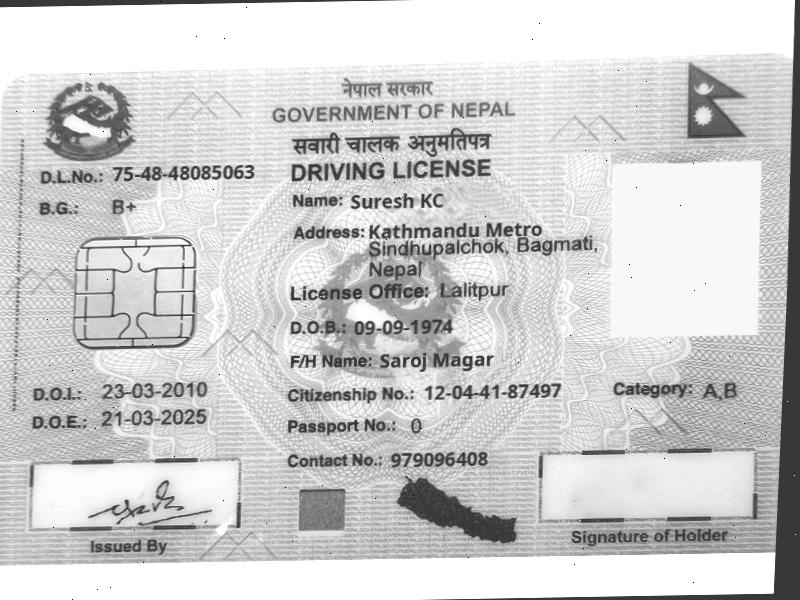 नेपाल सरकार
GOVERNMENT OF NEPAL
सवारी चालक अनुमतिपत्र
DRIVING LICENSE
D.L.No.: 75-48-48085063
B.G.: B+
Name: Suresh KC
Address: Kathmandu Metro
Sindhupalchok, Bagmati,
Nepal
License Office: Lalitpur
D.O.B.: 09-09-1974
F/H Name: Saroj Magar
D.O.I.: 23-03-2010
Citizenship No.: 12-04-41-87497
Category: A,B
D.O.E.: 21-03-2025
Passport No.: 0
Contact No.: 979096408
Issued By
Signature of Holder